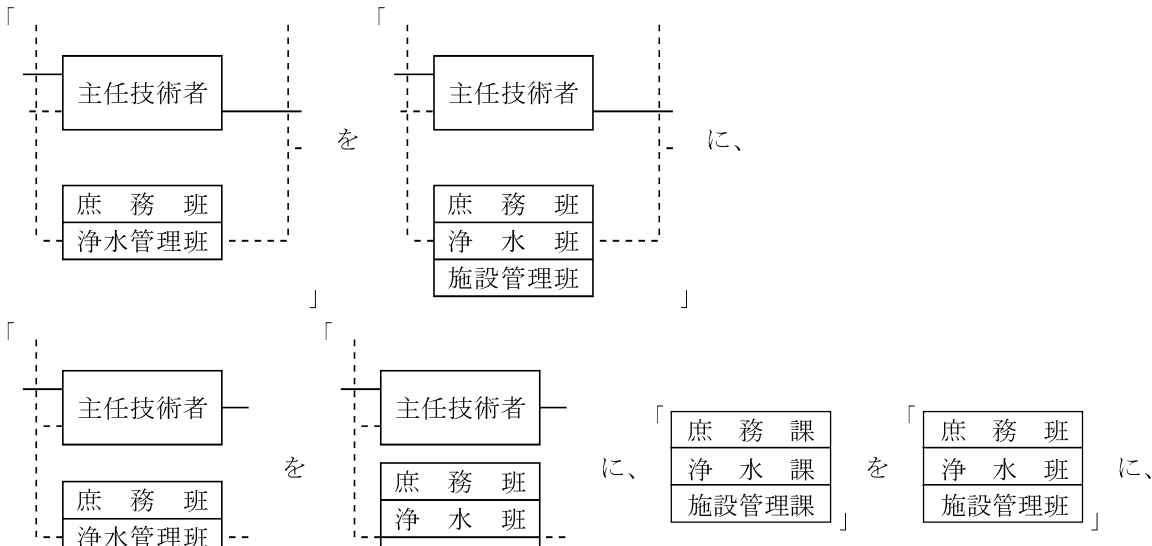 「
主任技術者
庶　務　班
浄水管理班
」
を
「
主任技術者
庶　務　班
浄　水　班
施設管理班
」
に、
「
主任技術者
庶　務　班
浄水管理班
を
「
主任技術者
庶　務　班
浄　水　班
に、
「
庶　務　課
浄　水　課
施設管理課
」
を
「
庶　務　班
浄　水　班
施設管理班
」
に、